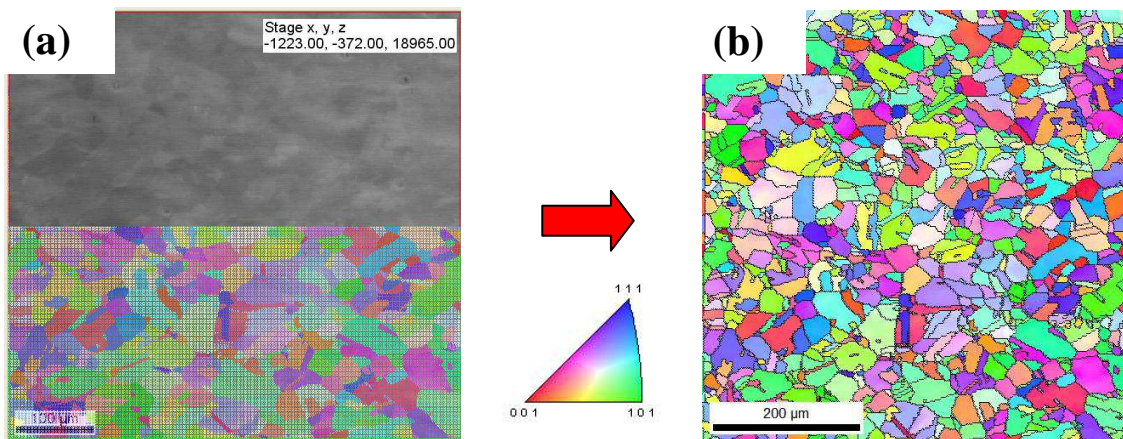 (a)
Stage x, y, z
-1223.00, -372.00, 18965.00
100 µm
(b)
1 1 1
0 0 1
1 0 1
200 µm